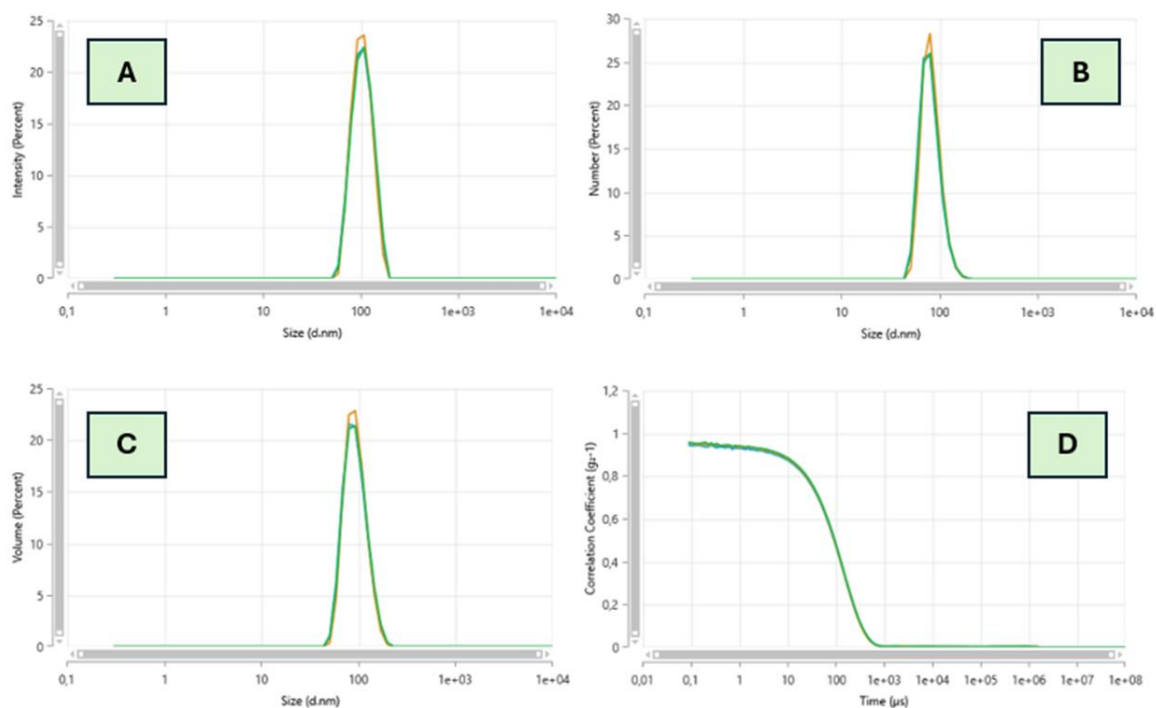 25
20
15
10
5
0
Intensity (Percent)
A
0,1 1 10 100 1e+03 1e+04
Size (d.nm)
30
25
20
15
10
5
0
Number (Percent)
B
0,1 1 10 100 1e+03 1e+04
Size (d.nm)
25
20
15
10
5
0
Volume (Percent)
C
0,1 1 10 100 1e+03 1e+04
Size (d.nm)
1,2
1
0,8
0,6
0,4
0,2
0
Correlation Coefficient (g₂-1)
D
0,01 0,1 1 10 100 1e+03 1e+04 1e+05 1e+06 1e+07 1e+08
Time (µs)